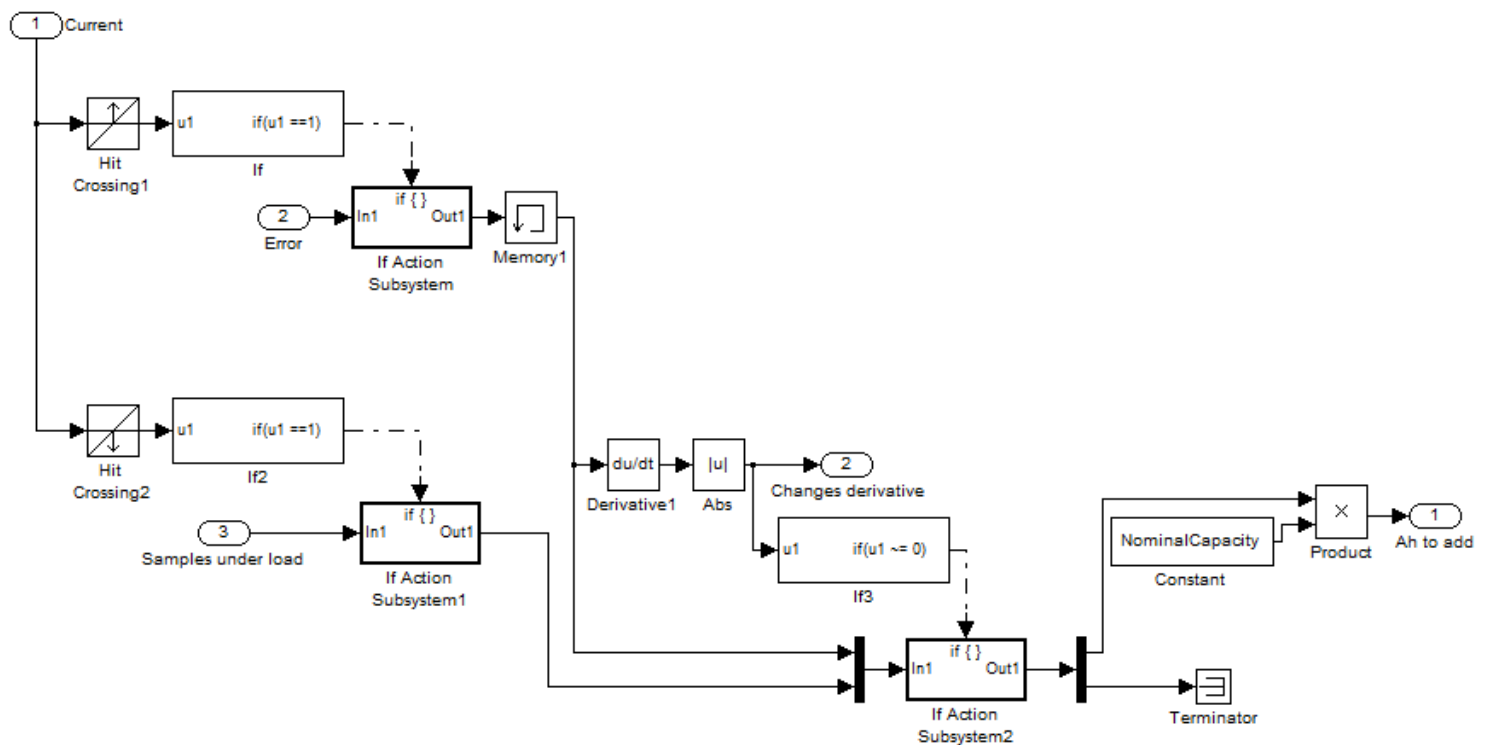 1
Current
u1
if(u1 ==1)
Hit
Crossing1
If
if { }
In1
Out1
2
Error
If Action
Subsystem
Memory1
u1
if(u1 ==1)
Hit
Crossing2
If2
if { }
In1
Out1
3
Samples under load
If Action
Subsystem1
du/dt
Derivative1
|u|
Abs
2
Changes derivative
u1
if(u1 ~= 0)
If3
NominalCapacity
Constant
×
Product
1
Ah to add
if { }
In1
Out1
If Action
Subsystem2
Terminator